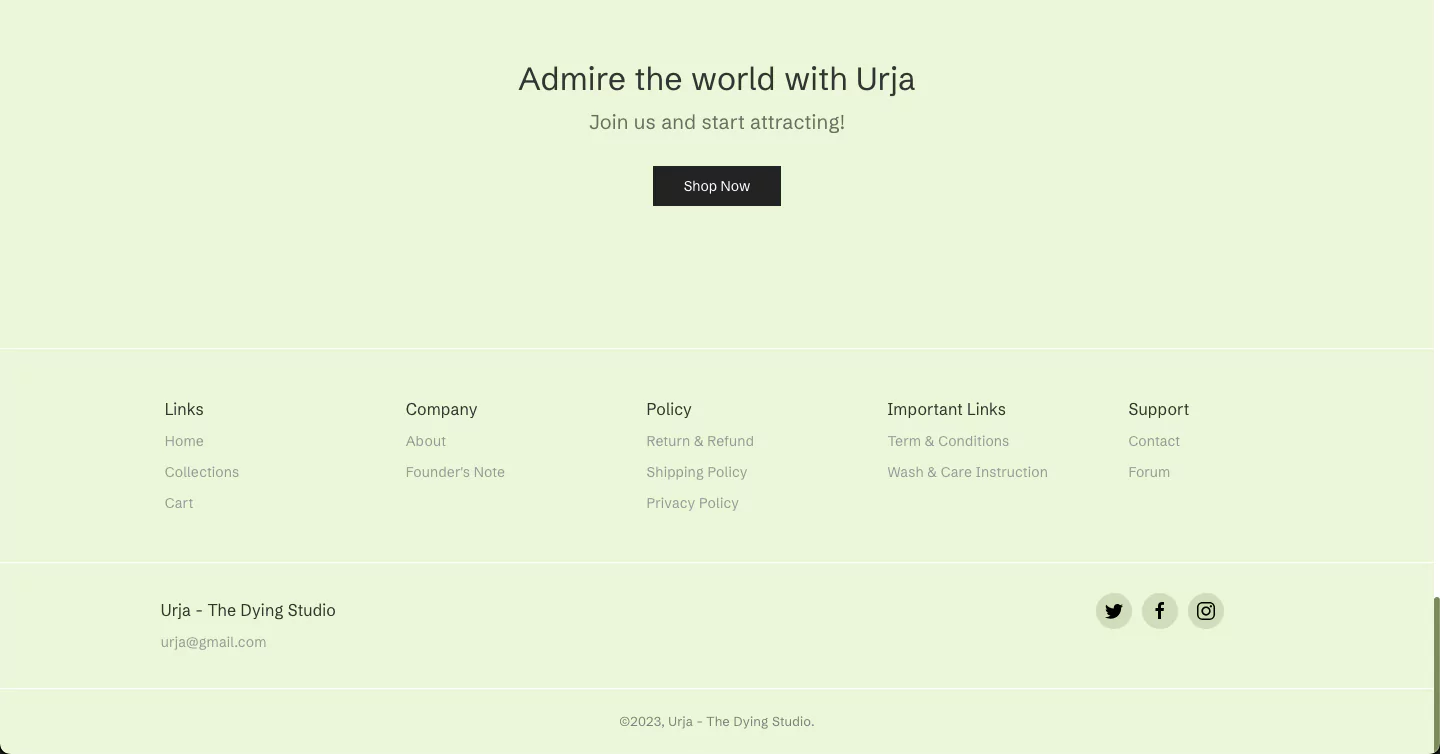 Admire the world with Urja
Join us and start attracting!
Shop Now
Links
Home
Collections
Cart
Company
About
Founder's Note
Policy
Return & Refund
Shipping Policy
Privacy Policy
Important Links
Term & Conditions
Wash & Care Instruction
Support
Contact
Forum
Urja - The Dying Studio
urja@gmail.com
©2023, Urja - The Dying Studio.